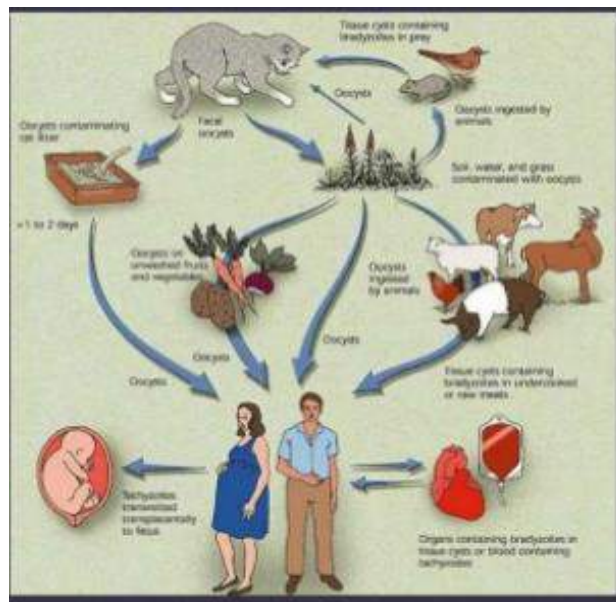 Tissue cysts containing
bradyzoites in prey
Oocysts
Oocysts ingested by
animals
Oocysts contaminating
cat litter
Fecal
oocysts
Soil, water, and grass
contaminated with oocysts
>1 to 2 days
Oocysts on
unwashed fruits
and vegetables
Oocysts
ingested
by animals
Oocysts
Oocysts
Oocysts
Tissue cysts containing
bradyzoites in undercooked
or raw meats
Tachyzoites
transmitted
transplacentally
to fetus
Organs containing bradyzoites in
tissue cysts or blood containing
tachyzoites